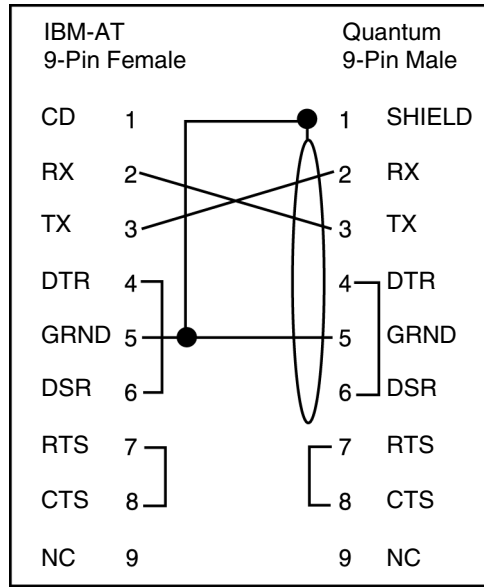 IBM-AT Quantum
9-Pin Female 9-Pin Male
CD 1 1 SHIELD
RX 2 2 RX
TX 3 3 TX
DTR 4 4 DTR
GRND 5 5 GRND
DSR 6 6 DSR
RTS 7 7 RTS
CTS 8 8 CTS
NC 9 9 NC